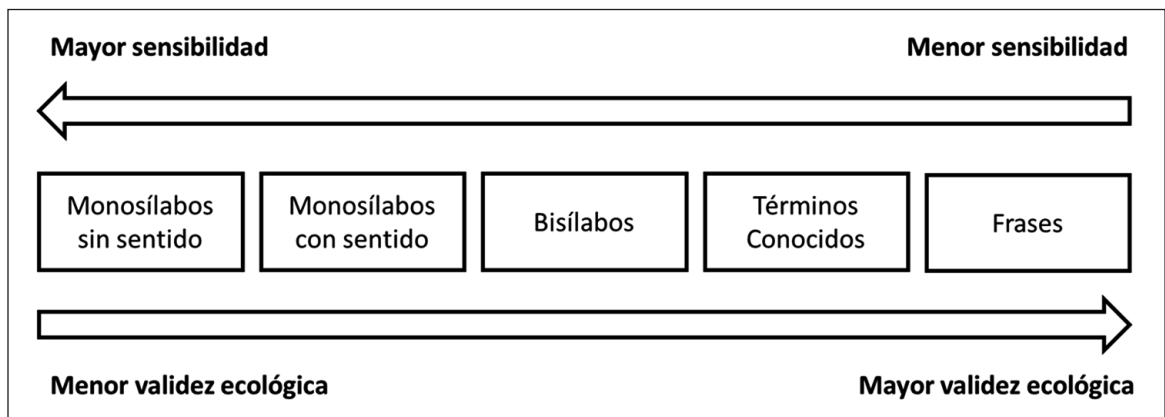 Mayor sensibilidad
Menor sensibilidad
Monosílabos
sin sentido
Monosílabos
con sentido
Bisílabos
Términos
Conocidos
Frases
Menor validez ecológica
Mayor validez ecológica